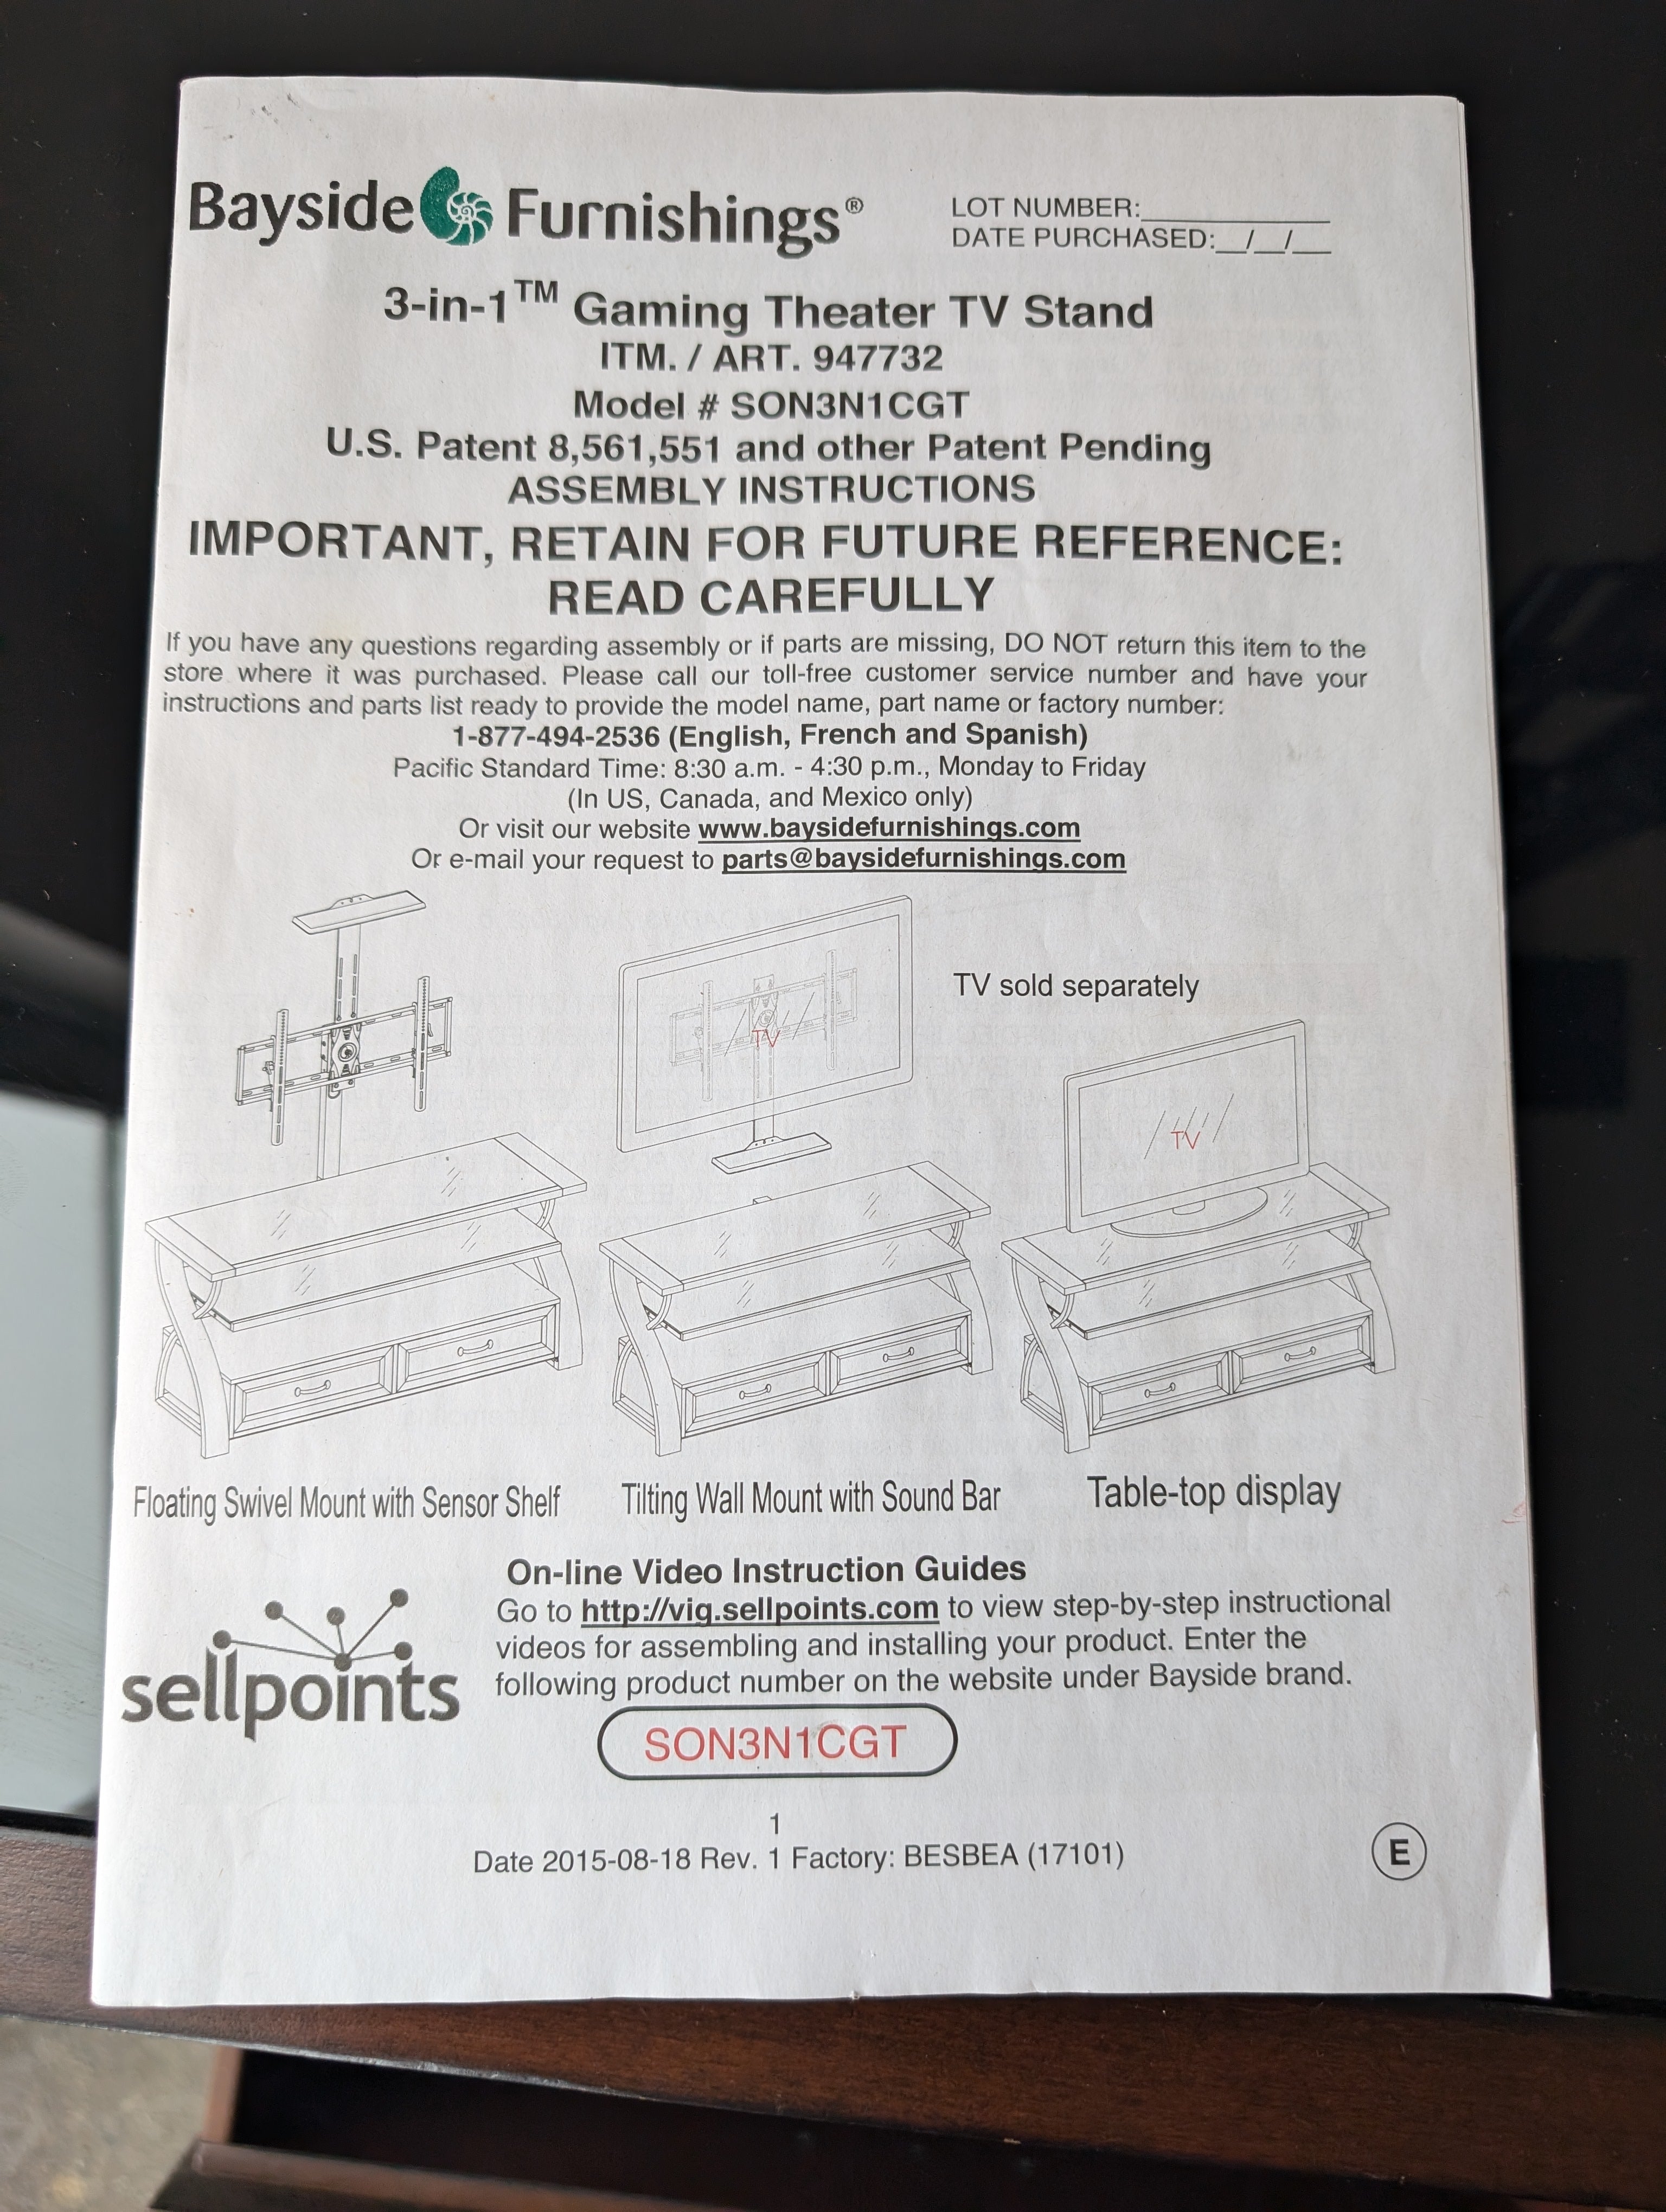 Bayside Furnishings®
LOT NUMBER:_______________
DATE PURCHASED:__/__/__
3-in-1™ Gaming Theater TV Stand
ITM. / ART. 947732
Model # SON3N1CGT
U.S. Patent 8,561,551 and other Patent Pending
ASSEMBLY INSTRUCTIONS
IMPORTANT, RETAIN FOR FUTURE REFERENCE:
READ CAREFULLY
If you have any questions regarding assembly or if parts are missing, DO NOT return this item to the
store where it was purchased. Please call our toll-free customer service number and have your
instructions and parts list ready to provide the model name, part name or factory number:
1-877-494-2536 (English, French and Spanish)
Pacific Standard Time: 8:30 a.m. - 4:30 p.m., Monday to Friday
(In US, Canada, and Mexico only)
Or visit our website www.baysidefurnishings.com
Or e-mail your request to parts@baysidefurnishings.com
TV sold separately
TV
TV
Floating Swivel Mount with Sensor Shelf
Tilting Wall Mount with Sound Bar
Table-top display
On-line Video Instruction Guides
Go to http://vig.sellpoints.com to view step-by-step instructional
videos for assembling and installing your product. Enter the
following product number on the website under Bayside brand.
sellpoints
SON3N1CGT
1
Date 2015-08-18 Rev. 1 Factory: BESBEA (17101)
E